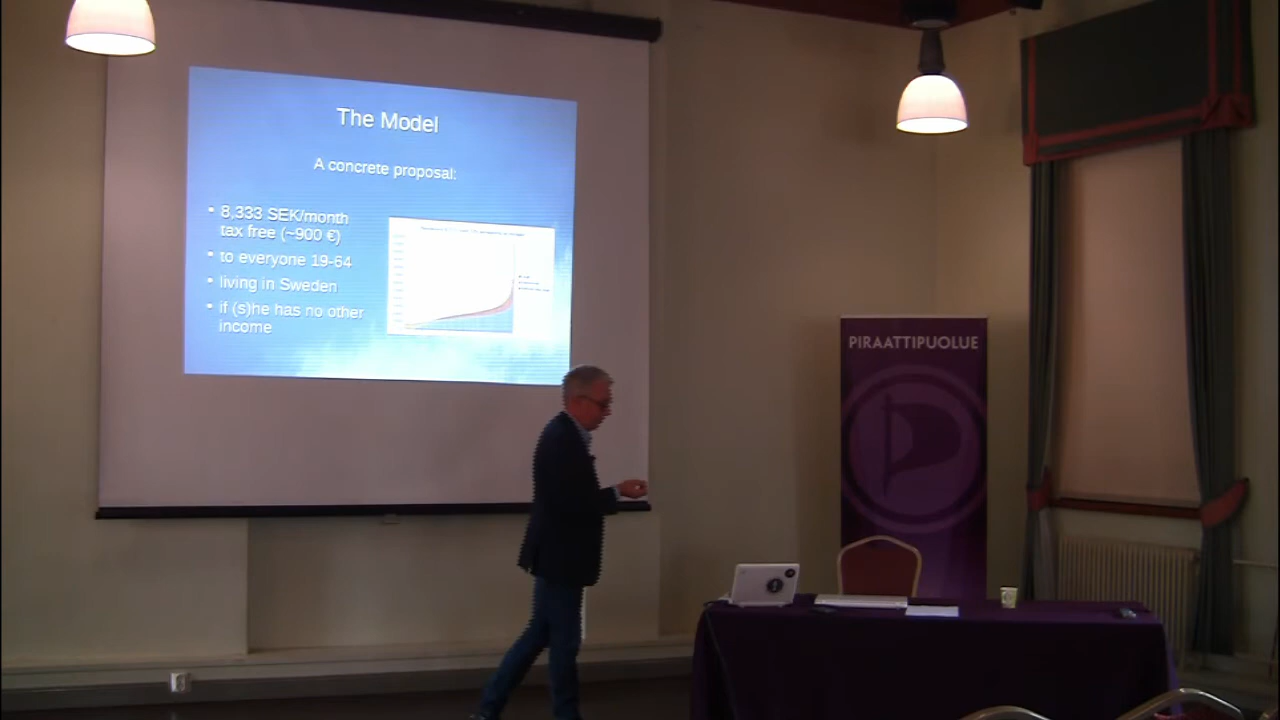 The Model
A concrete proposal:
• 8,333 SEK/month
tax free (~900 €)
• to everyone 19-64
• living in Sweden
• if (s)he has no other
income
PIRAATTIPUOLUE